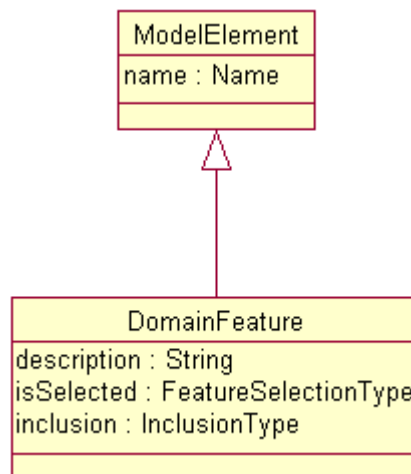 ModelElement
name : Name
DomainFeature
description : String
isSelected : FeatureSelectionType
inclusion : InclusionType